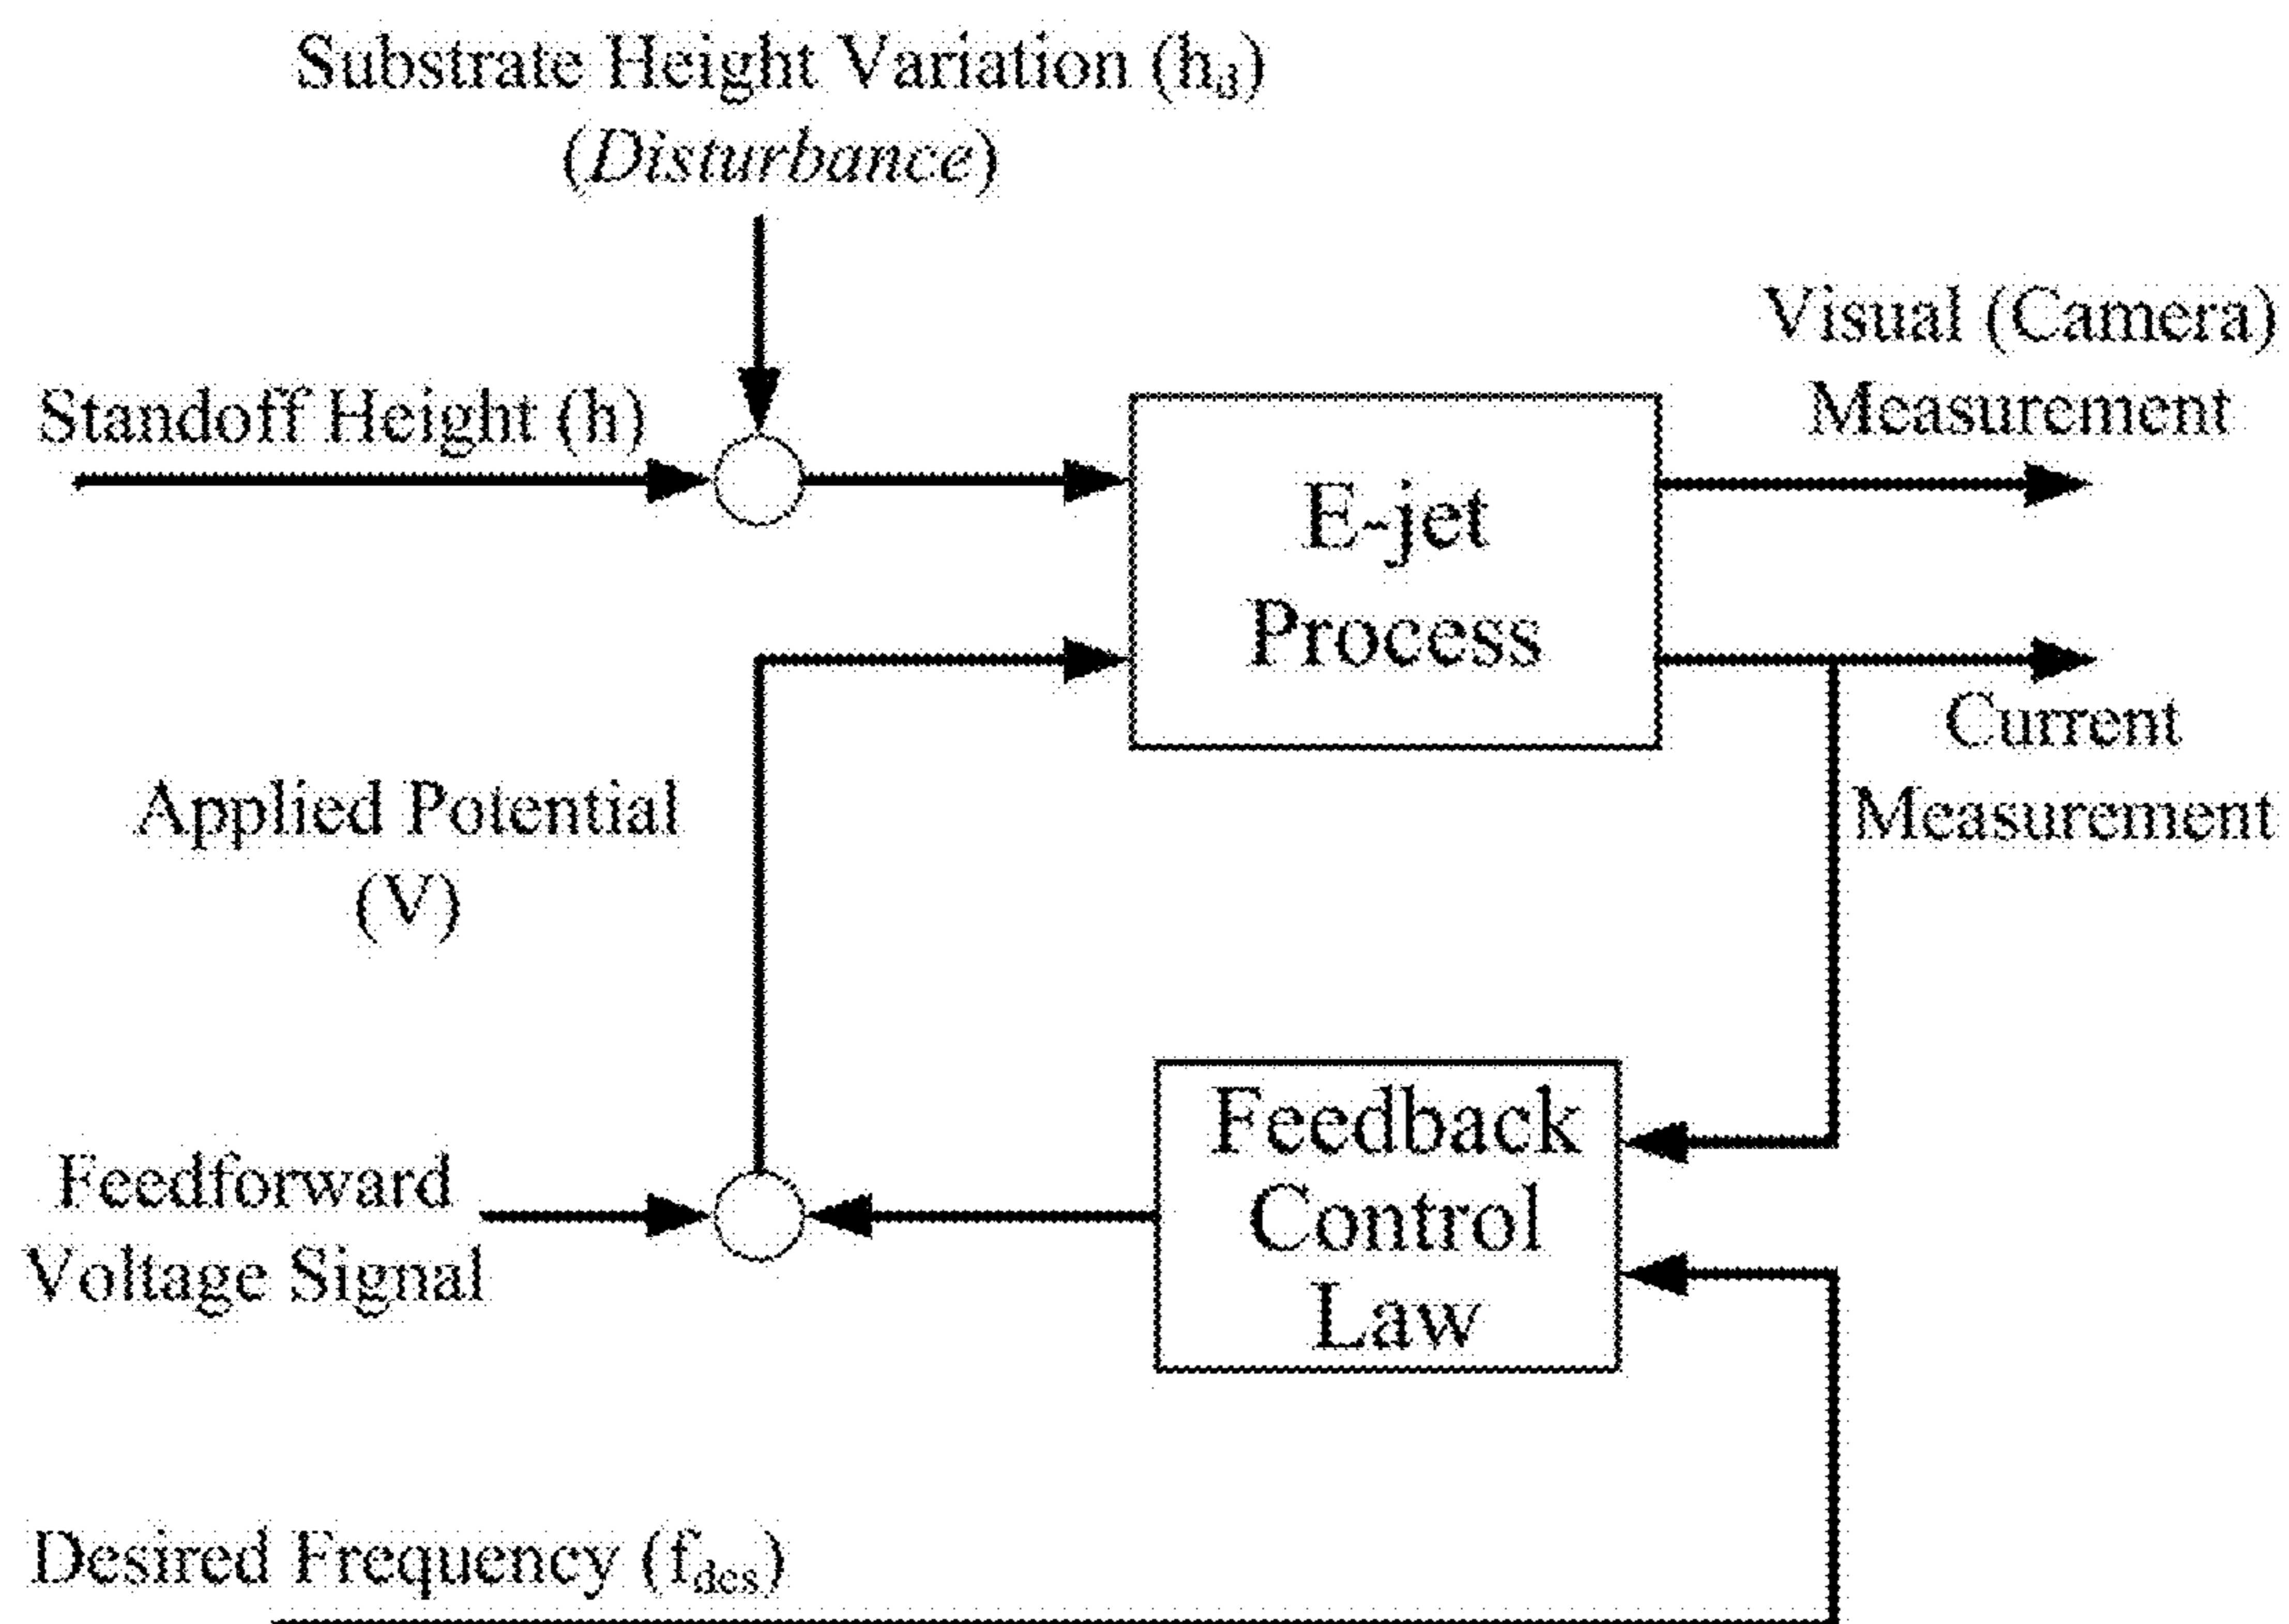 Substrate Height Variation (h_d)
(Disturbance)
Standoff Height (h)
E-jet
Process
Visual (Camera)
Measurement
Current
Measurement
Applied Potential
(V)
Feedback
Control
Law
Feedforward
Voltage Signal
Desired Frequency (f_des)